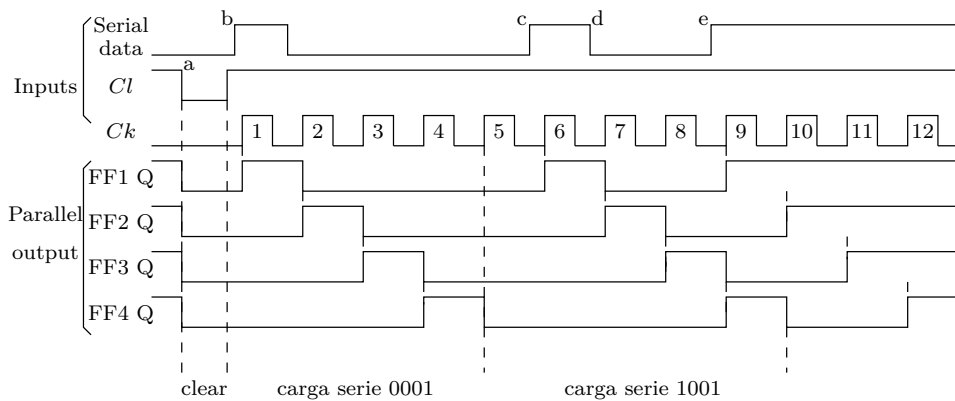 Serial
data
b
c
d
e
Inputs
a
Cl
Ck
1 2 3 4 5 6 7 8 9 10 11 12
Parallel
output
FF1 Q
FF2 Q
FF3 Q
FF4 Q
clear
carga serie 0001
carga serie 1001